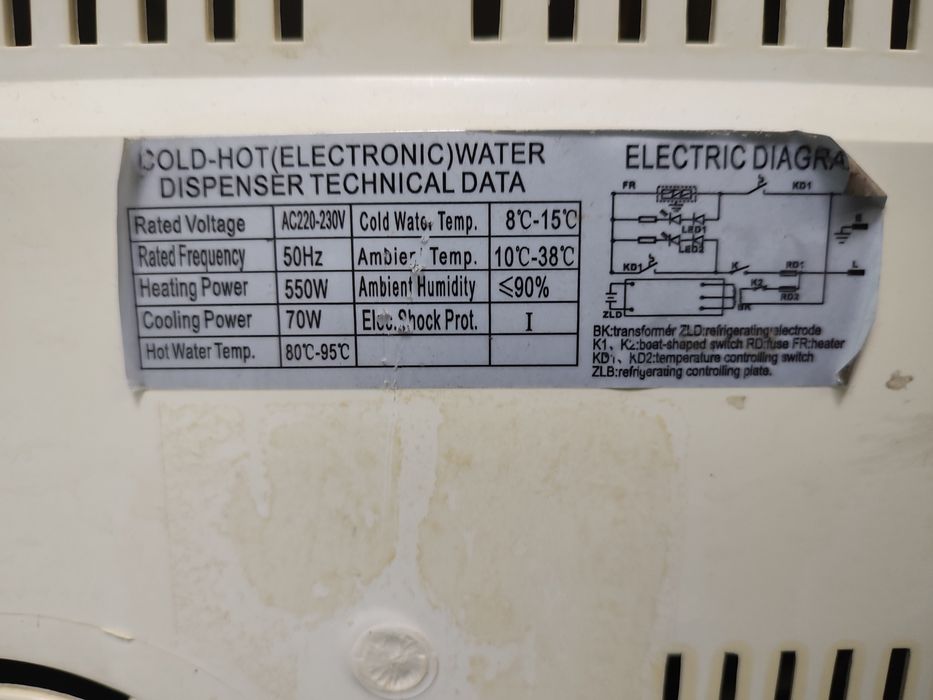 COLD-HOT(ELECTRONIC)WATER
DISPENSER TECHNICAL DATA
Rated Voltage AC220-230V Cold Water Temp. 8℃-15℃
Rated Frequency 50Hz Ambient Temp. 10℃-38℃
Heating Power 550W Ambient Humidity ≤90%
Cooling Power 70W Elec.Shock Prot. I
Hot Water Temp. 80℃-95℃
ELECTRIC DIAGRA
FR KD1
LED1
E
LED2
KD1 K RD1 L
K2
RD2
ZLD BK
BK:transformer ZLD:refrigerating electrode
K1、K2:boat-shaped switch RD:fuse FR:heater
KD1、KD2:temperature controlling switch
ZLB:refriyerating controlling plate.